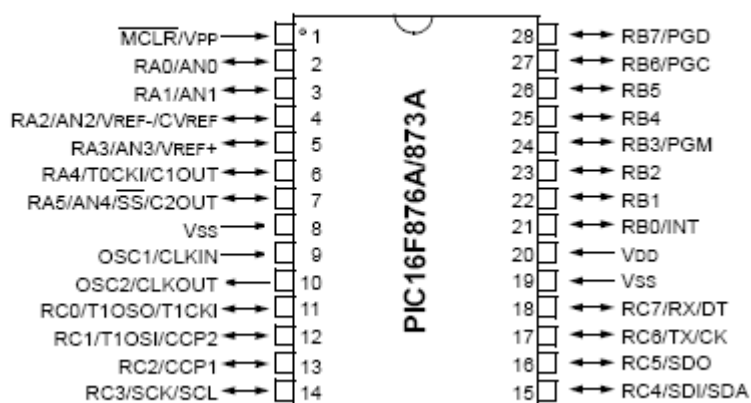 MCLR/VPP 1 28 RB7/PGD
RA0/AN0 2 27 RB6/PGC
RA1/AN1 3 26 RB5
RA2/AN2/VREF-/CVREF 4 25 RB4
RA3/AN3/VREF+ 5 24 RB3/PGM
RA4/T0CKI/C1OUT 6 23 RB2
RA5/AN4/SS/C2OUT 7 22 RB1
VSS 8 21 RB0/INT
OSC1/CLKIN 9 20 VDD
OSC2/CLKOUT 10 19 VSS
RC0/T1OSO/T1CKI 11 18 RC7/RX/DT
RC1/T1OSI/CCP2 12 17 RC6/TX/CK
RC2/CCP1 13 16 RC5/SDO
RC3/SCK/SCL 14 15 RC4/SDI/SDA
PIC16F876A/873A